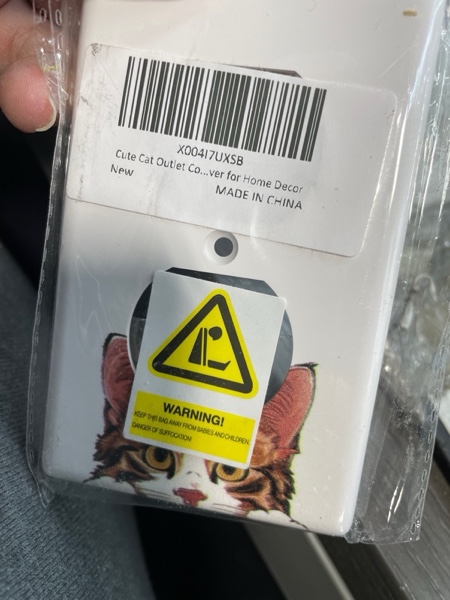 X004I7UXSB
Cute Cat Outlet Co...ver for Home Decor
New
MADE IN CHINA
WARNING!
KEEP THIS BAG AWAY FROM BABIES AND CHILDREN,
DANGER OF SUFFOCATION!